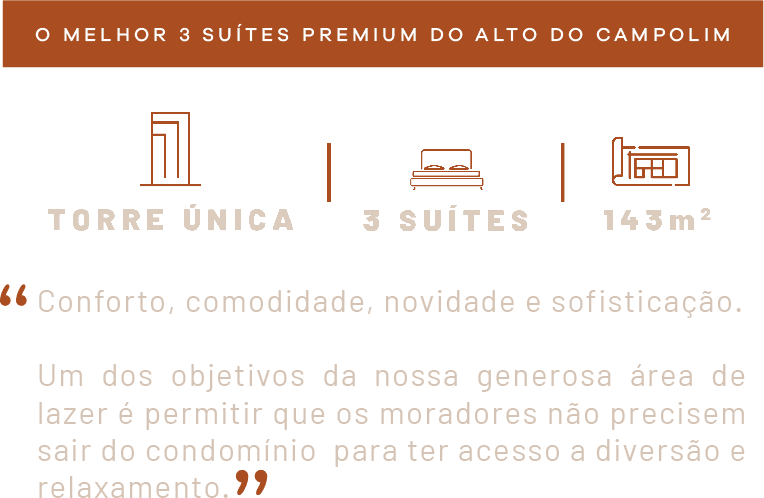 O MELHOR 3 SUÍTES PREMIUM DO ALTO DO CAMPOLIM
TORRE ÚNICA
3 SUÍTES
143m²
“ Conforto, comodidade, novidade e sofisticação.
Um dos objetivos da nossa generosa área de
lazer é permitir que os moradores não precisem
sair do condomínio para ter acesso a diversão e
relaxamento. ”